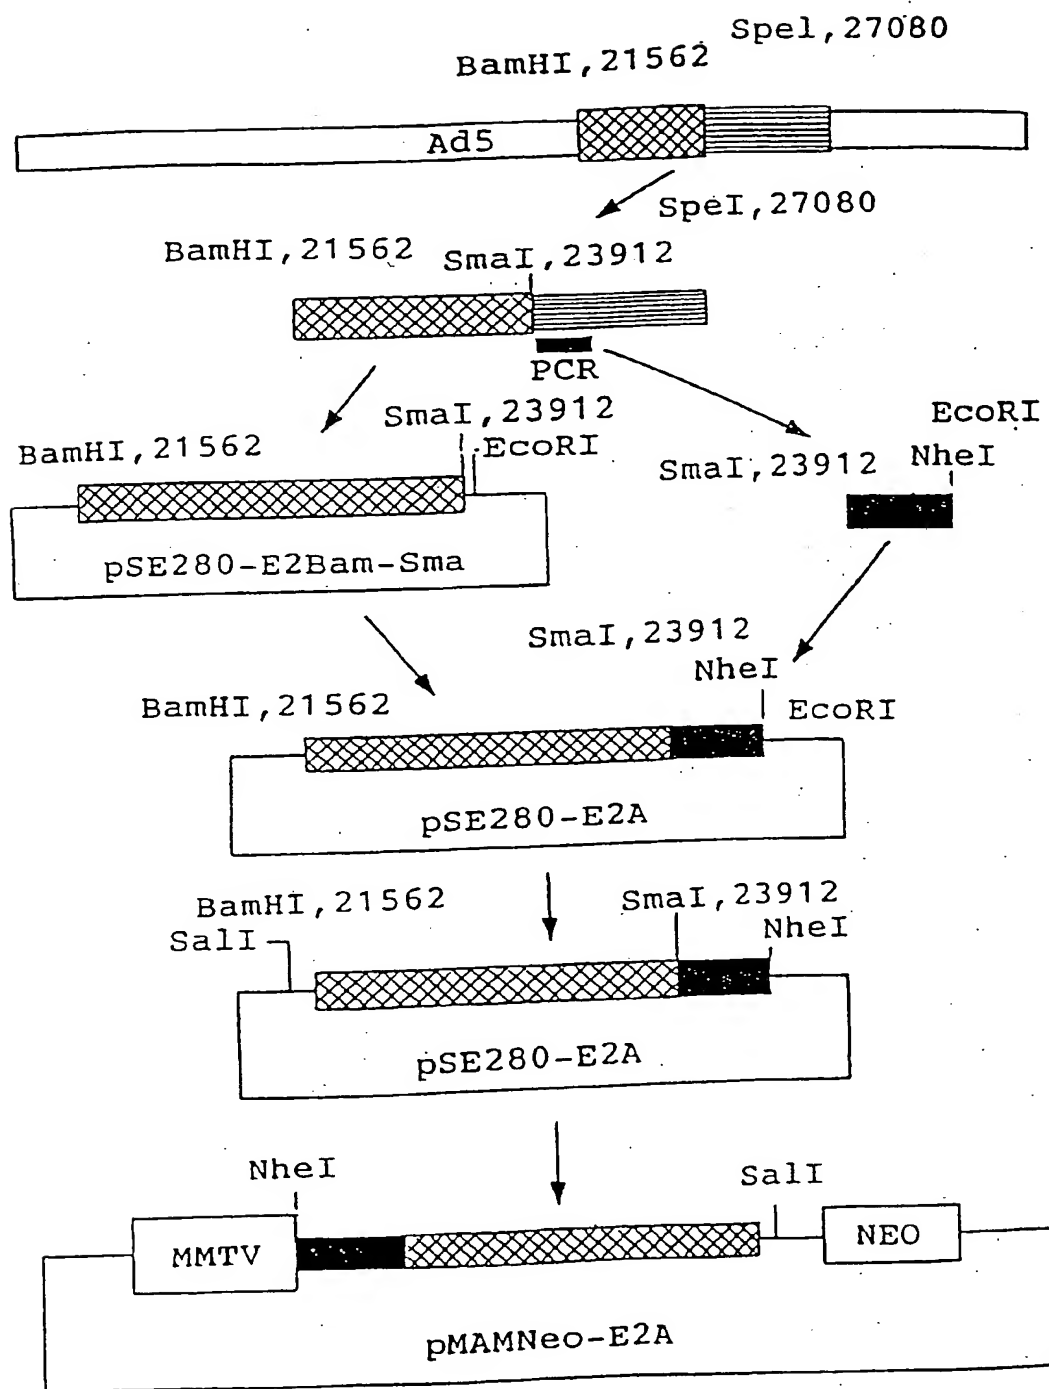 SpeI,27080
BamHI,21562
Ad5
SpeI,27080
BamHI,21562
SmaI,23912
PCR
SmaI,23912
EcoRI
BamHI,21562
pSE280-E2Bam-Sma
EcoRI
NheI
SmaI,23912
SmaI,23912
NheI
EcoRI
BamHI,21562
pSE280-E2A
BamHI,21562
SmaI,23912
SalI
NheI
pSE280-E2A
NheI
SalI
MMTV
NEO
pMAMNeo-E2A